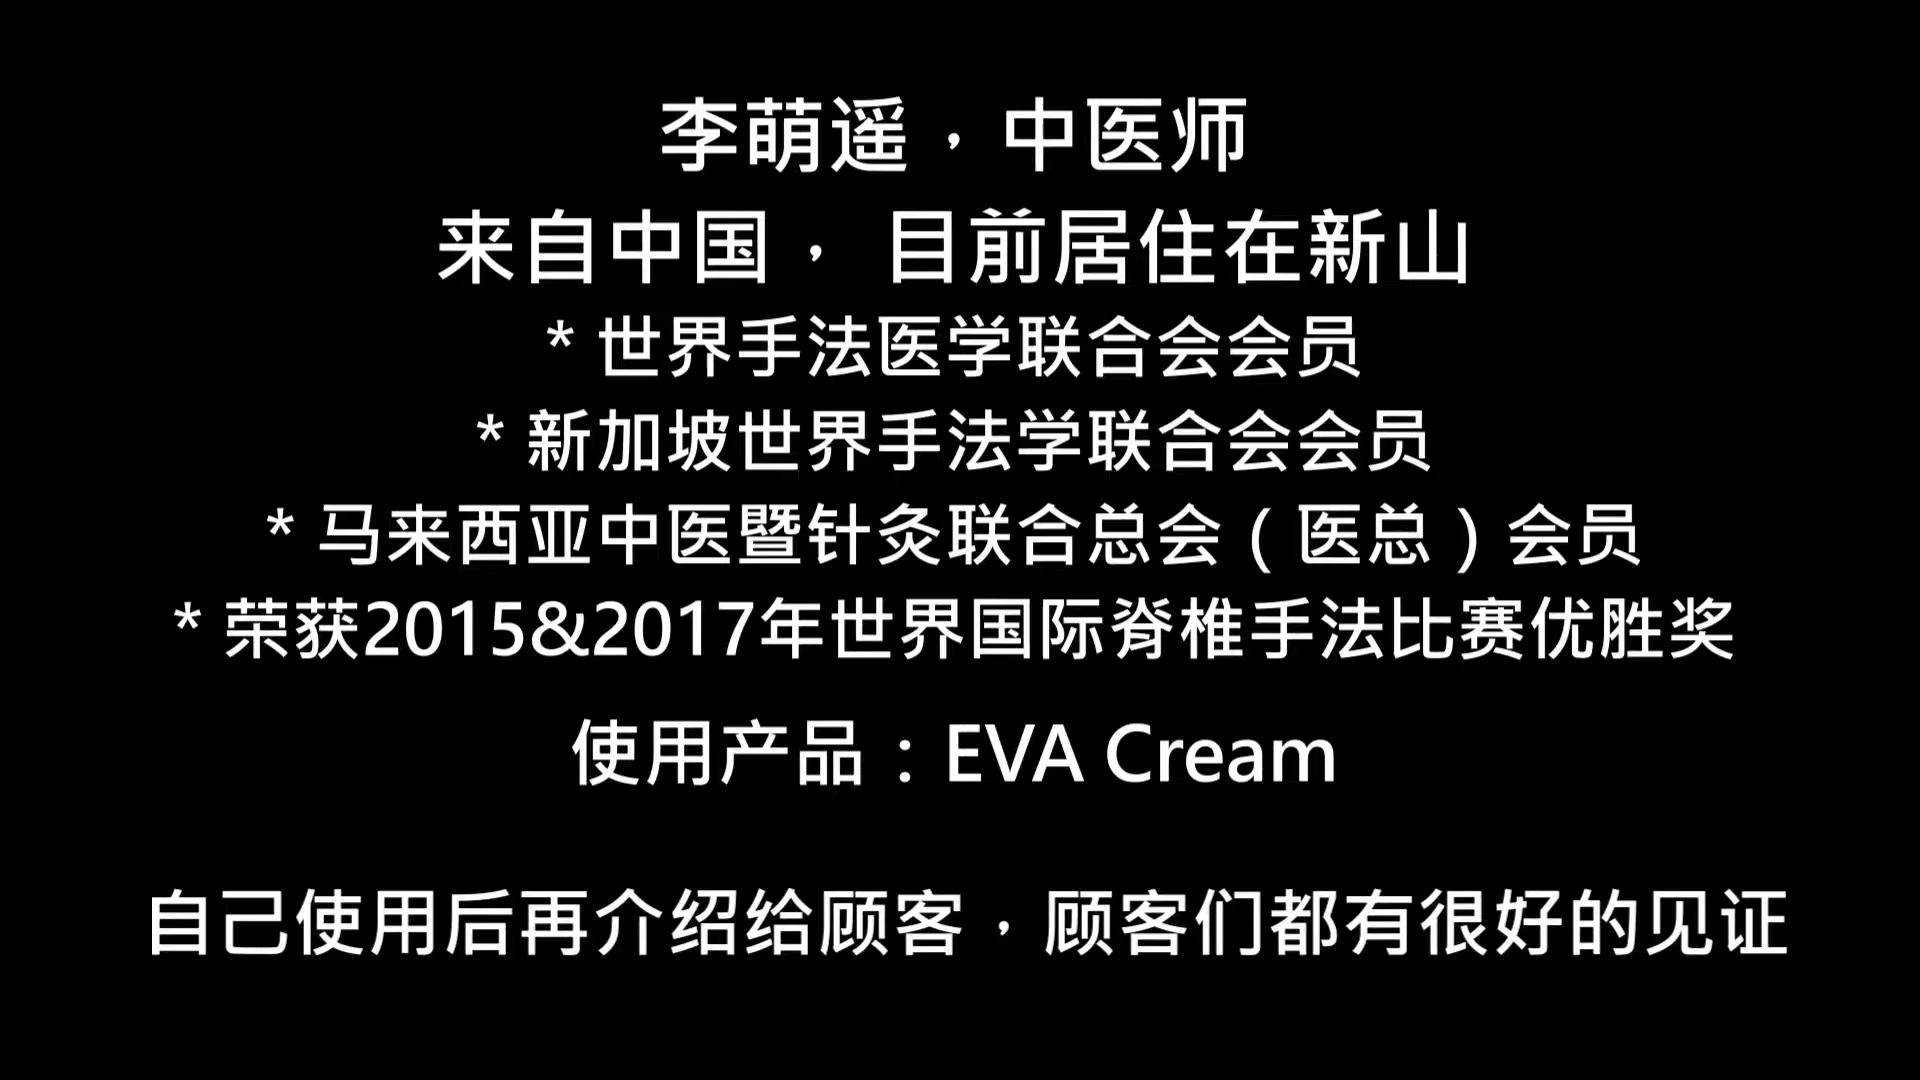 李萌遥，中医师
来自中国， 目前居住在新山
* 世界手法医学联合会会员
* 新加坡世界手法学联合会会员
* 马来西亚中医暨针灸联合总会（医总）会员
* 荣获2015&2017年世界国际脊椎手法比赛优胜奖
使用产品：EVA Cream
自己使用后再介绍给顾客，顾客们都有很好的见证